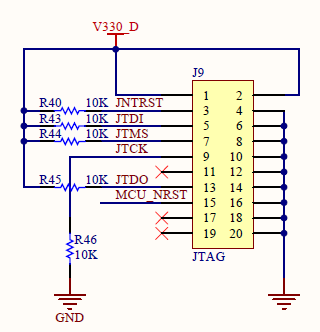 V330_D
J9
1 2
R40 10K JNTRST 3 4
R43 10K JTDI 5 6
R44 10K JTMS 7 8
JTCK 9 10
11 12
R45 10K JTDO 13 14
MCU_NRST 15 16
17 18
19 20
R46
10K
JTAG
GND